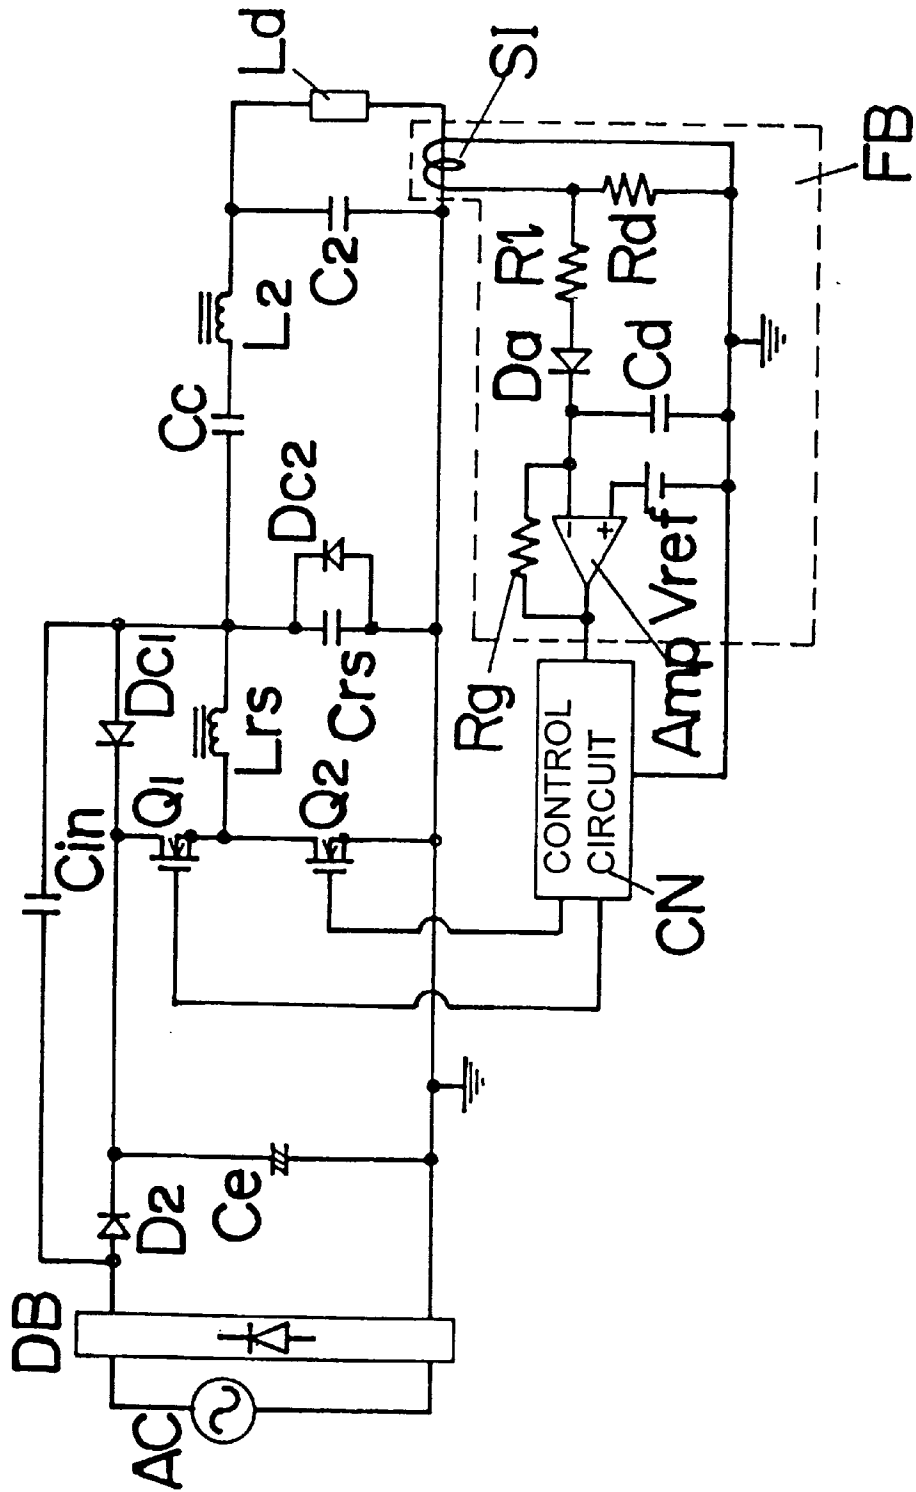 AC
DB
D2
Ce
Cin
Q1
Q2
Dc1
Lrs
Crs
Dc2
Cc
L2
C2
Ld
SI
FB
R1
Rd
Da
Cd
Rg
Amp
Vref
CONTROL
CIRCUIT
CN
− +